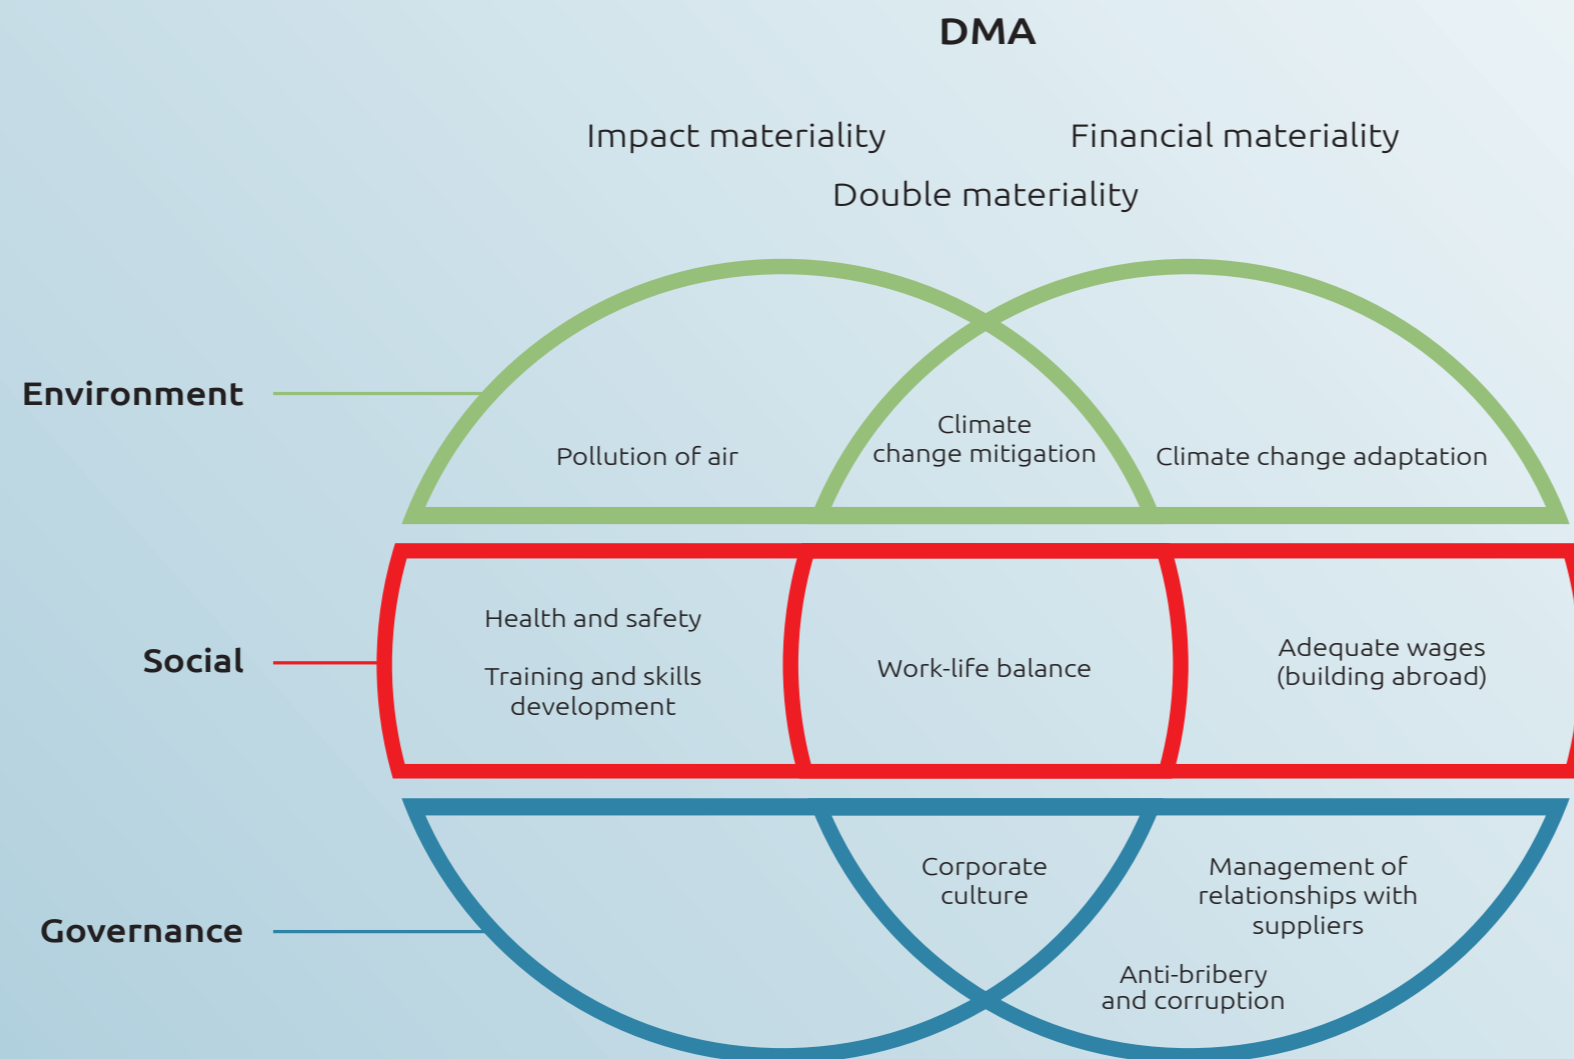 DMA
Impact materiality
Financial materiality
Double materiality
Environment
Pollution of air
Climate
change mitigation
Climate change adaptation
Social
Health and safety
Training and skills
development
Work-life balance
Adequate wages
(building abroad)
Governance
Corporate
culture
Management of
relationships with
suppliers
Anti-bribery
and corruption